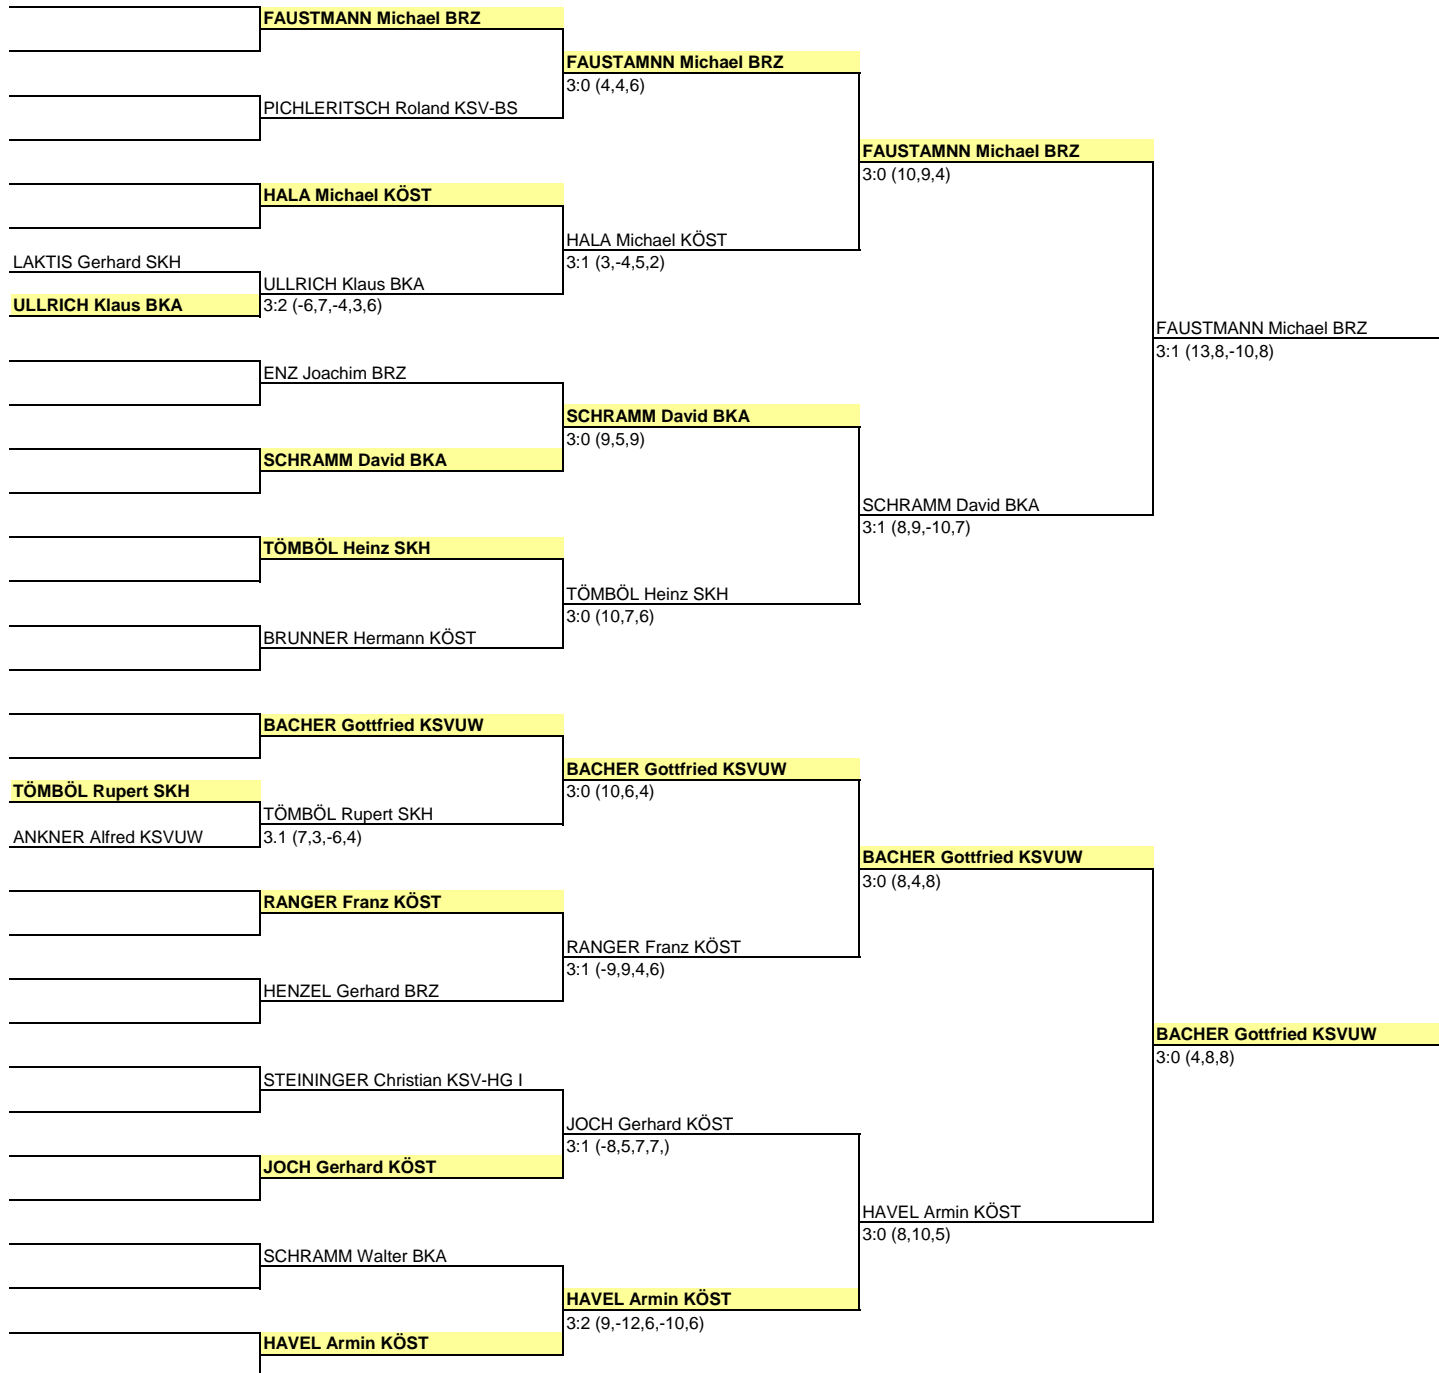 FAUSTMANN Michael BRZ
FAUSTAMNN Michael BRZ
3:0 (4,4,6)
PICHLERITSCH Roland KSV-BS
FAUSTAMNN Michael BRZ
3:0 (10,9,4)
HALA Michael KÖST
HALA Michael KÖST
3:1 (3,-4,5,2)
LAKTIS Gerhard SKH
ULLRICH Klaus BKA
ULLRICH Klaus BKA
3:2 (-6,7,-4,3,6)
FAUSTMANN Michael BRZ
3:1 (13,8,-10,8)
ENZ Joachim BRZ
SCHRAMM David BKA
3:0 (9,5,9)
SCHRAMM David BKA
SCHRAMM David BKA
3:1 (8,9,-10,7)
TÖMBÖL Heinz SKH
TÖMBÖL Heinz SKH
3:0 (10,7,6)
BRUNNER Hermann KÖST
BACHER Gottfried KSVUW
BACHER Gottfried KSVUW
3:0 (10,6,4)
TÖMBÖL Rupert SKH
TÖMBÖL Rupert SKH
ANKNER Alfred KSVUW
3.1 (7,3,-6,4)
BACHER Gottfried KSVUW
3:0 (8,4,8)
RANGER Franz KÖST
RANGER Franz KÖST
3:1 (-9,9,4,6)
HENZEL Gerhard BRZ
BACHER Gottfried KSVUW
3:0 (4,8,8)
STEININGER Christian KSV-HG I
JOCH Gerhard KÖST
3:1 (-8,5,7,7,)
JOCH Gerhard KÖST
HAVEL Armin KÖST
3:0 (8,10,5)
SCHRAMM Walter BKA
HAVEL Armin KÖST
3:2 (9,-12,6,-10,6)
HAVEL Armin KÖST